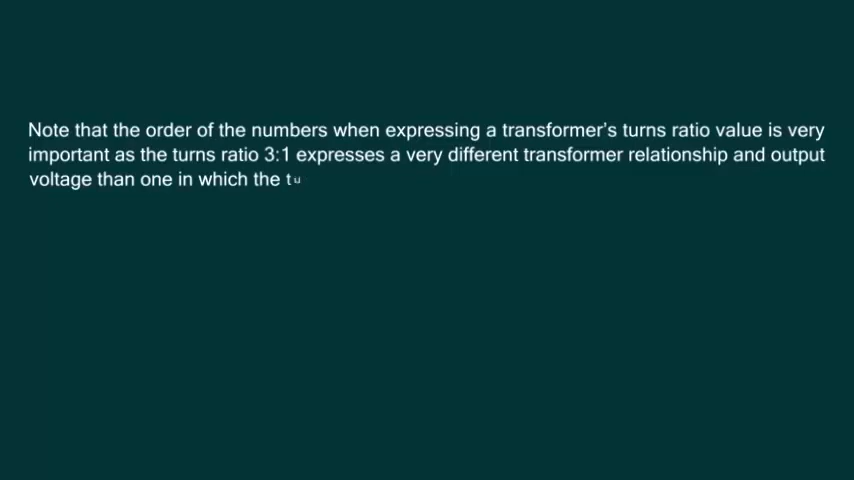 Note that the order of the numbers when expressing a transformer’s turns ratio value is very
important as the turns ratio 3:1 expresses a very different transformer relationship and output
voltage than one in which the tu